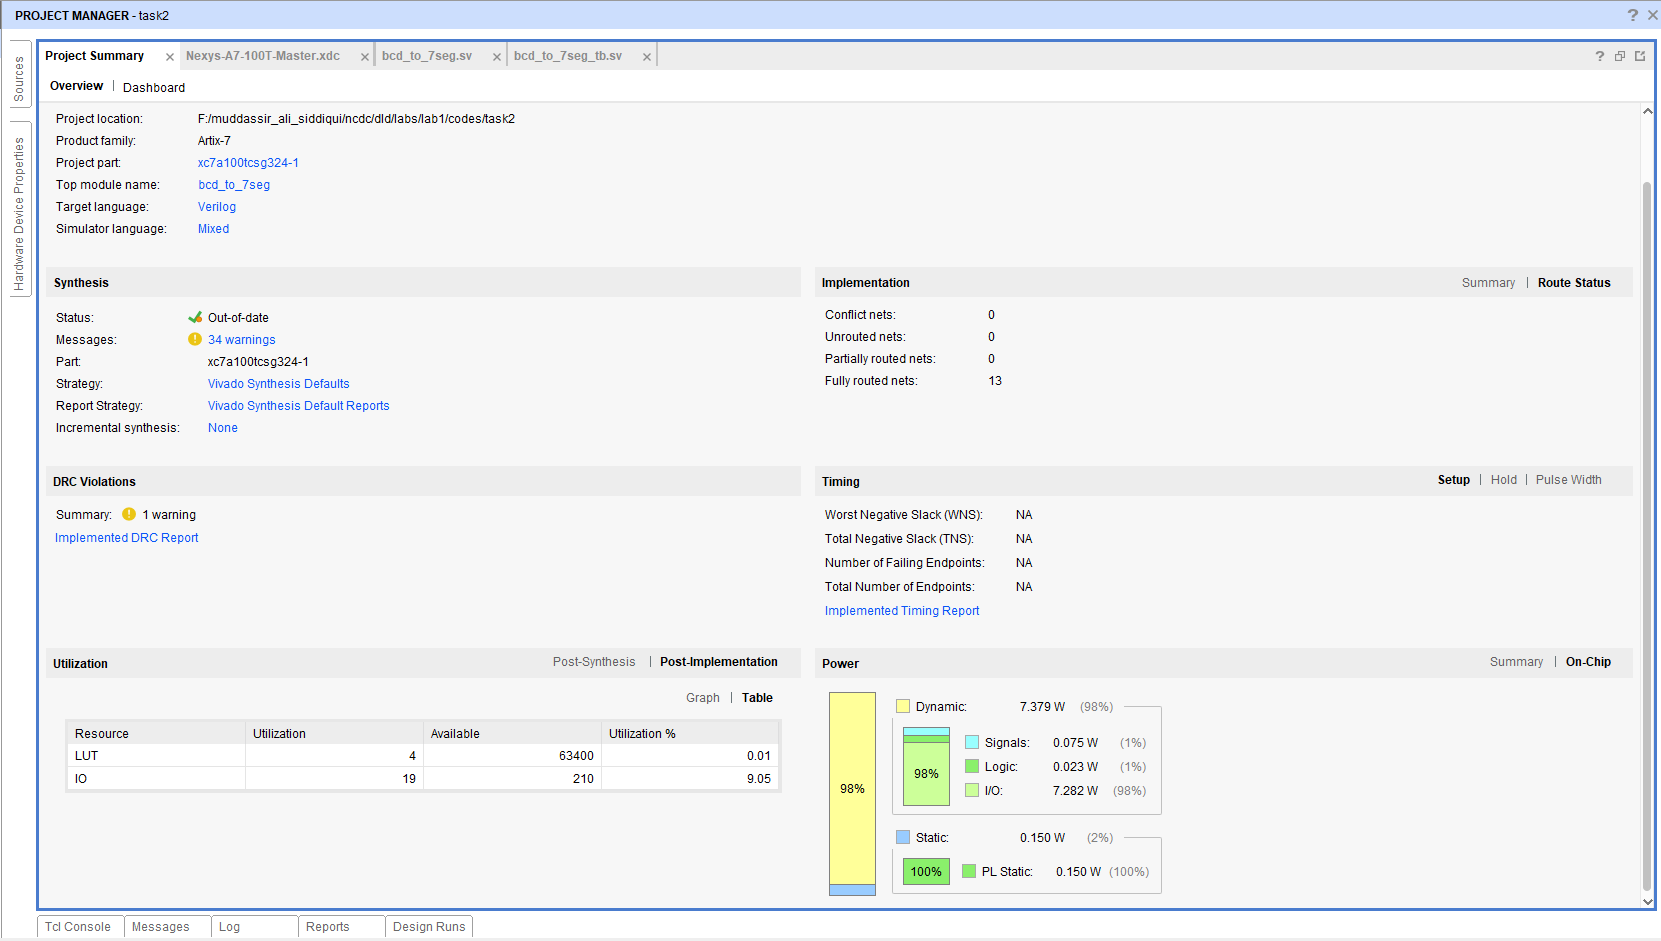 PROJECT MANAGER - task2
Sources
Hardware Device Properties
Project Summary
Nexys-A7-100T-Master.xdc
bcd_to_7seg.sv
bcd_to_7seg_tb.sv
Overview | Dashboard
Project location: F:/muddassir_ali_siddiqui/ncdc/dld/labs/lab1/codes/task2
Product family: Artix-7
Project part: xc7a100tcsg324-1
Top module name: bcd_to_7seg
Target language: Verilog
Simulator language: Mixed
Synthesis
Status: Out-of-date
Messages: 34 warnings
Part: xc7a100tcsg324-1
Strategy: Vivado Synthesis Defaults
Report Strategy: Vivado Synthesis Default Reports
Incremental synthesis: None
Implementation
Summary | Route Status
Conflict nets: 0
Unrouted nets: 0
Partially routed nets: 0
Fully routed nets: 13
DRC Violations
Summary: 1 warning
Implemented DRC Report
Timing
Setup | Hold | Pulse Width
Worst Negative Slack (WNS): NA
Total Negative Slack (TNS): NA
Number of Failing Endpoints: NA
Total Number of Endpoints: NA
Implemented Timing Report
Utilization
Post-Synthesis | Post-Implementation
Graph | Table
Resource Utilization Available Utilization %
LUT 4 63400 0.01
IO 19 210 9.05
Power
Summary | On-Chip
98%
Dynamic: 7.379 W (98%)
98%
Signals: 0.075 W (1%)
Logic: 0.023 W (1%)
I/O: 7.282 W (98%)
Static: 0.150 W (2%)
100%
PL Static: 0.150 W (100%)
Tcl Console
Messages
Log
Reports
Design Runs